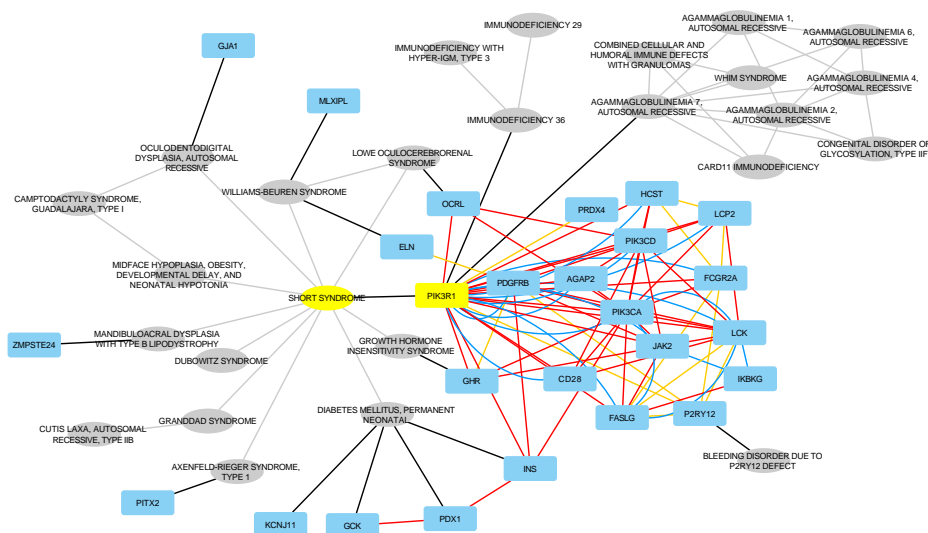 IMMUNODEFICIENCY 29
AGAMMAGLOBULINEMIA 1,
AUTOSOMAL RECESSIVE
AGAMMAGLOBULINEMIA 6,
AUTOSOMAL RECESSIVE
GJA1
IMMUNODEFICIENCY WITH
HYPER-IGM, TYPE 3
COMBINED CELLULAR AND
HUMORAL IMMUNE DEFECTS
WITH GRANULOMAS
WHIM SYNDROME
AGAMMAGLOBULINEMIA 4,
AUTOSOMAL RECESSIVE
MLXIPL
AGAMMAGLOBULINEMIA 7,
AUTOSOMAL RECESSIVE
AGAMMAGLOBULINEMIA 2,
AUTOSOMAL RECESSIVE
IMMUNODEFICIENCY 36
CONGENITAL DISORDER OF
GLYCOSYLATION, TYPE IIF
OCULODENTODIGITAL
DYSPLASIA, AUTOSOMAL
RECESSIVE
LOWE OCULOCEREBRORENAL
SYNDROME
CARD11 IMMUNODEFICIENCY
WILLIAMS-BEUREN SYNDROME
CAMPTODACTYLY SYNDROME,
GUADALAJARA, TYPE I
OCRL
HCST
PRDX4
LCP2
ELN
PIK3CD
MIDFACE HYPOPLASIA, OBESITY,
DEVELOPMENTAL DELAY, AND
NEONATAL HYPOTONIA
PDGFRB
AGAP2
FCGR2A
SHORT SYNDROME
PIK3R1
PIK3CA
ZMPSTE24
MANDIBULOACRAL DYSPLASIA
WITH TYPE B LIPODYSTROPHY
GROWTH HORMONE
INSENSITIVITY SYNDROME
JAK2
LCK
DUBOWITZ SYNDROME
GHR
CD28
IKBKG
CUTIS LAXA, AUTOSOMAL
RECESSIVE, TYPE IIB
GRANDDAD SYNDROME
DIABETES MELLITUS, PERMANENT
NEONATAL
FASLG
P2RY12
AXENFELD-RIEGER SYNDROME,
TYPE 1
INS
BLEEDING DISORDER DUE TO
P2RY12 DEFECT
PITX2
KCNJ11
GCK
PDX1